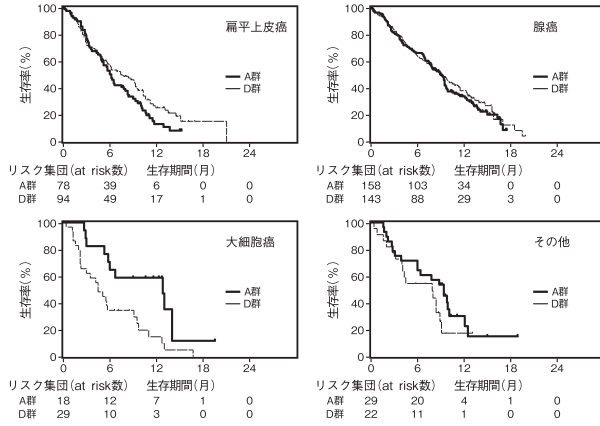 扁平上皮癌
生存率(%)
100
80
60
40
20
0
A群
D群
0 6 12 18 24
リスク集団(at risk数) 生存期間(月)
A群 78 39 6 0 0
D群 94 49 17 1 0
腺癌
生存率(%)
100
80
60
40
20
0
A群
D群
0 6 12 18 24
リスク集団(at risk数) 生存期間(月)
A群 158 103 34 0 0
D群 143 88 29 3 0
大細胞癌
生存率(%)
100
80
60
40
20
0
A群
D群
0 6 12 18 24
リスク集団(at risk数) 生存期間(月)
A群 18 12 7 1 0
D群 29 10 3 0 0
その他
生存率(%)
100
80
60
40
20
0
A群
D群
0 6 12 18 24
リスク集団(at risk数) 生存期間(月)
A群 29 20 4 1 0
D群 22 11 1 0 0